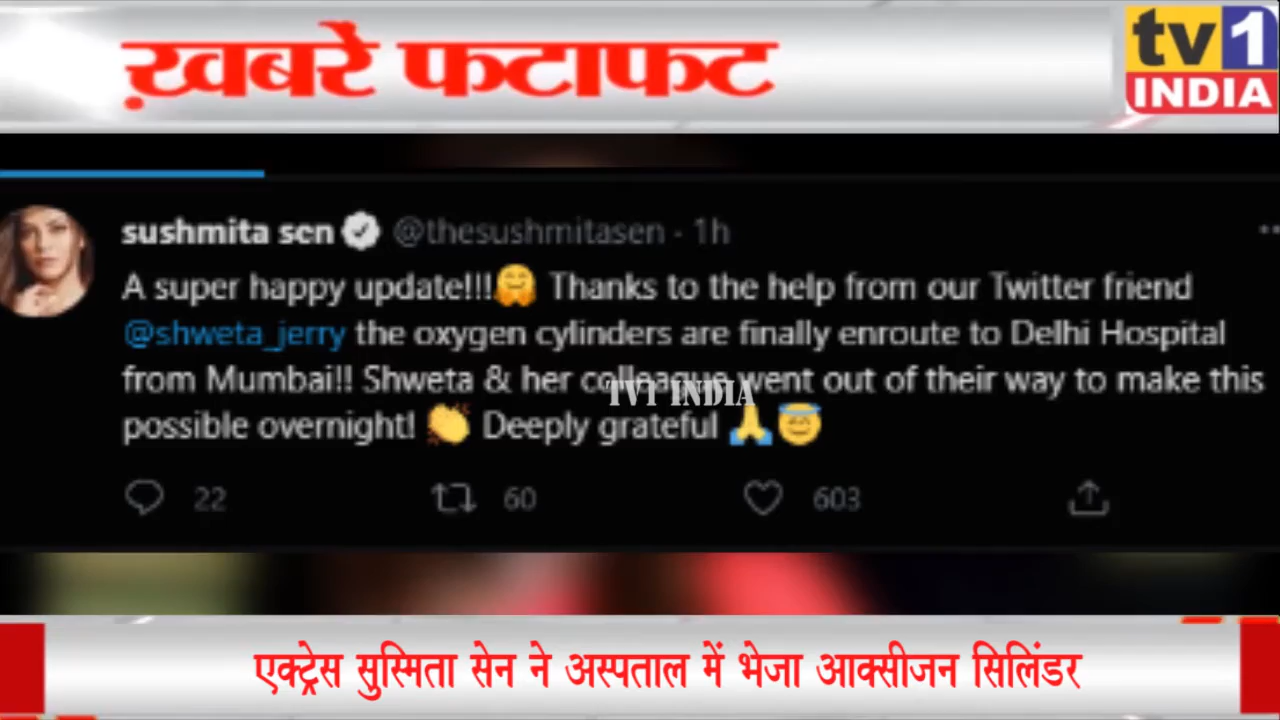 ख़बरें फटाफट
tv1
INDIA
sushmita sen @thesushmitasen · 1h
A super happy update!!!🤗 Thanks to the help from our Twitter friend
@shweta_jerry the oxygen cylinders are finally enroute to Delhi Hospital
from Mumbai!! Shweta & her colleague went out of their way to make this
possible overnight! 👏 Deeply grateful 🙏😇
TV1 INDIA
22 60 603
एक्ट्रेस सुस्मिता सेन ने अस्पताल में भेजा आक्सीजन सिलिंडर